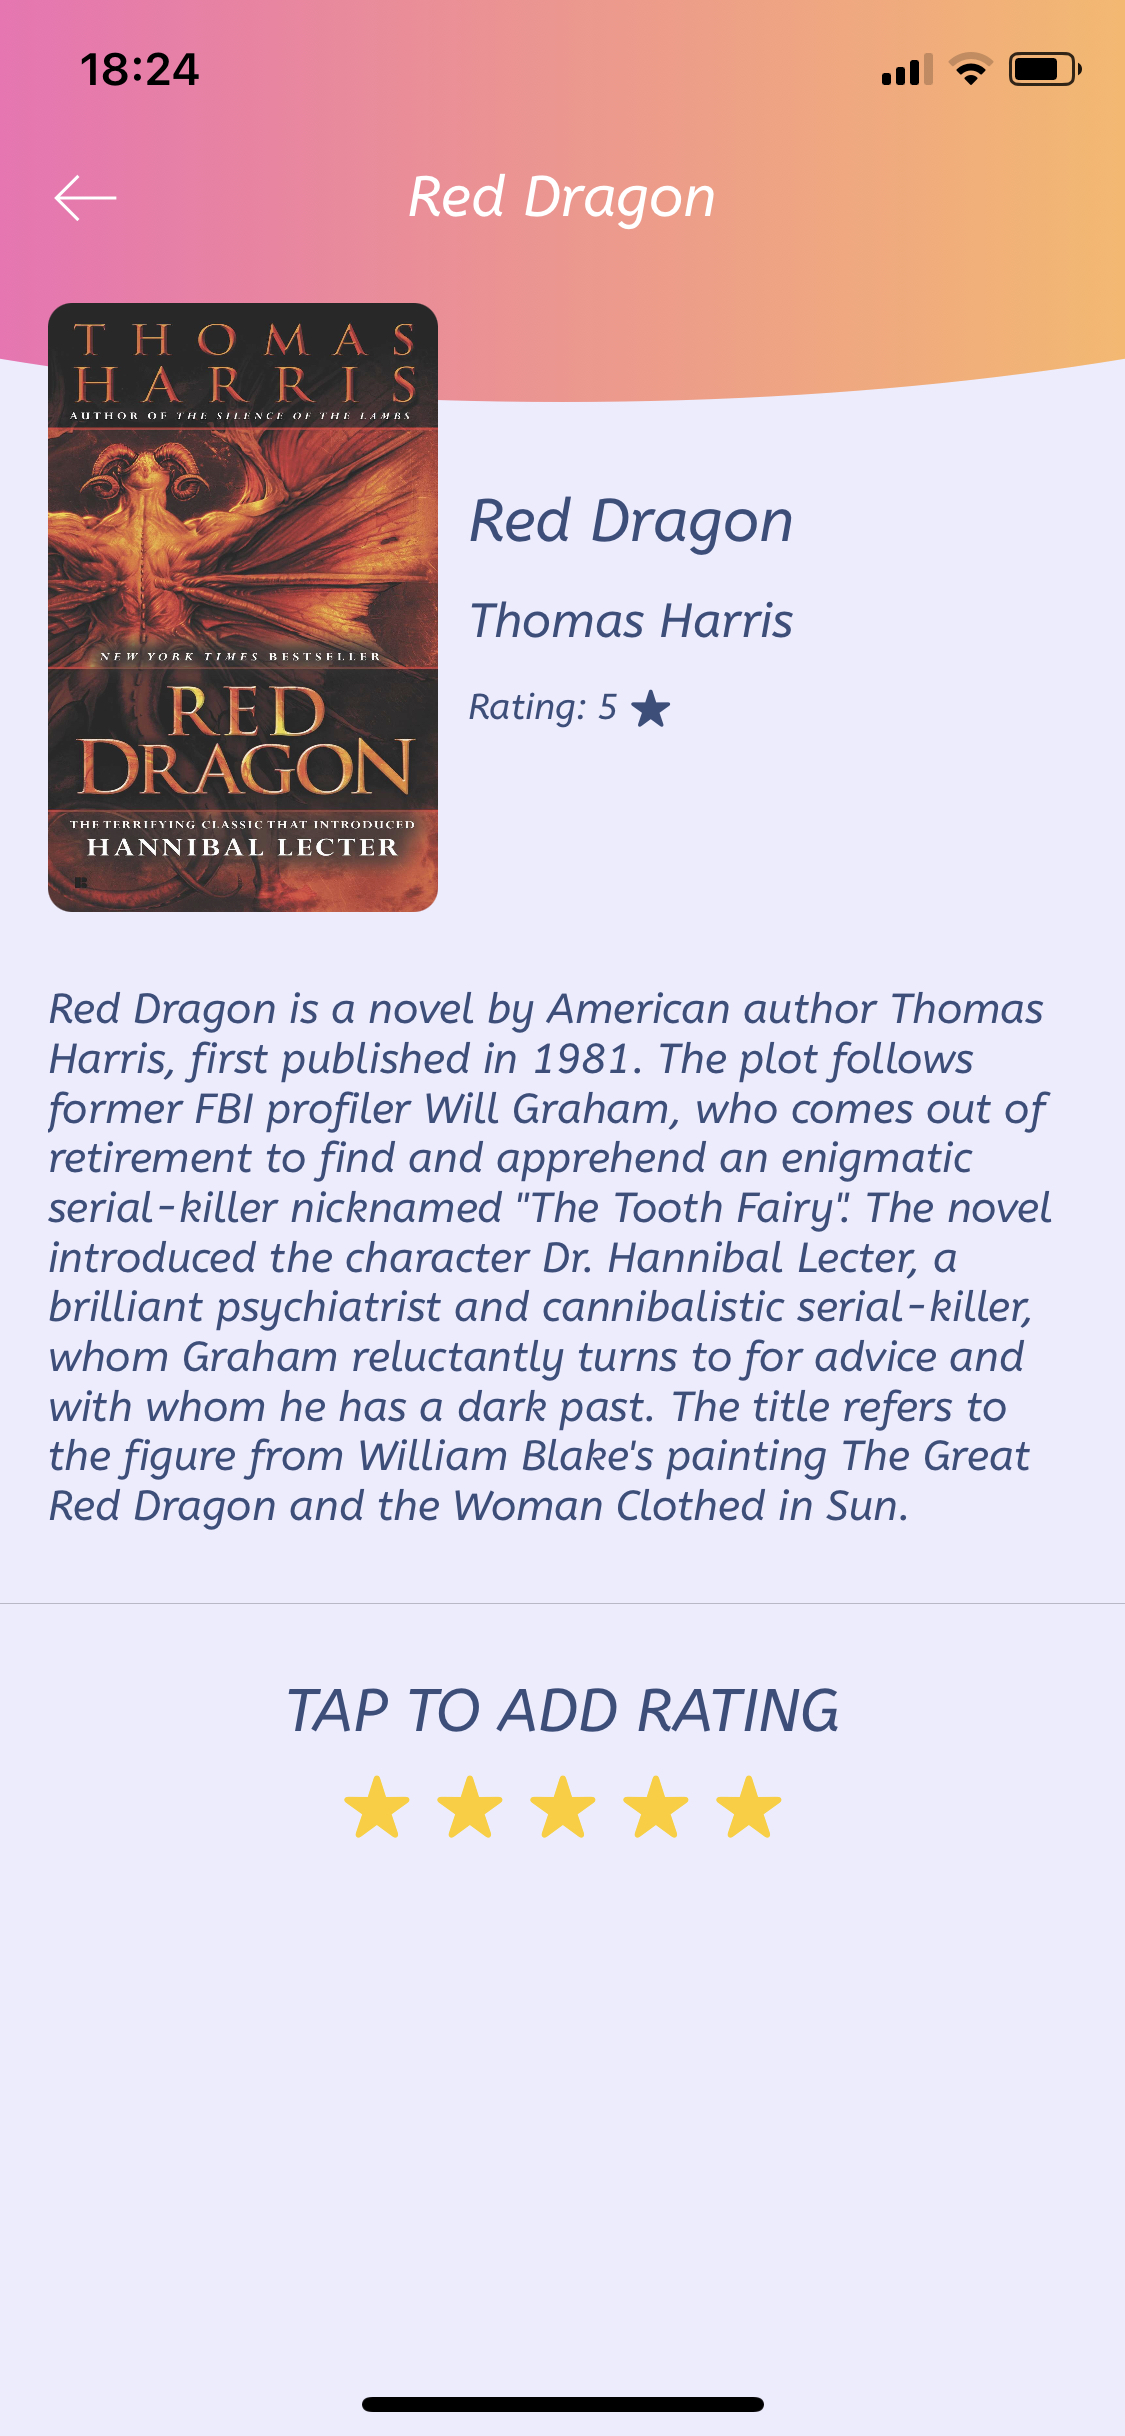 18:24
Red Dragon
THOMAS
HARRIS
AUTHOR OF THE SILENCE OF THE LAMBS
NEW YORK TIMES BESTSELLER
RED
DRAGON
THE TERRIFYING CLASSIC THAT INTRODUCED
HANNIBAL LECTER
Red Dragon
Thomas Harris
Rating: 5
Red Dragon is a novel by American author Thomas
Harris, first published in 1981. The plot follows
former FBI profiler Will Graham, who comes out of
retirement to find and apprehend an enigmatic
serial-killer nicknamed "The Tooth Fairy". The novel
introduced the character Dr. Hannibal Lecter, a
brilliant psychiatrist and cannibalistic serial-killer,
whom Graham reluctantly turns to for advice and
with whom he has a dark past. The title refers to
the figure from William Blake's painting The Great
Red Dragon and the Woman Clothed in Sun.
TAP TO ADD RATING